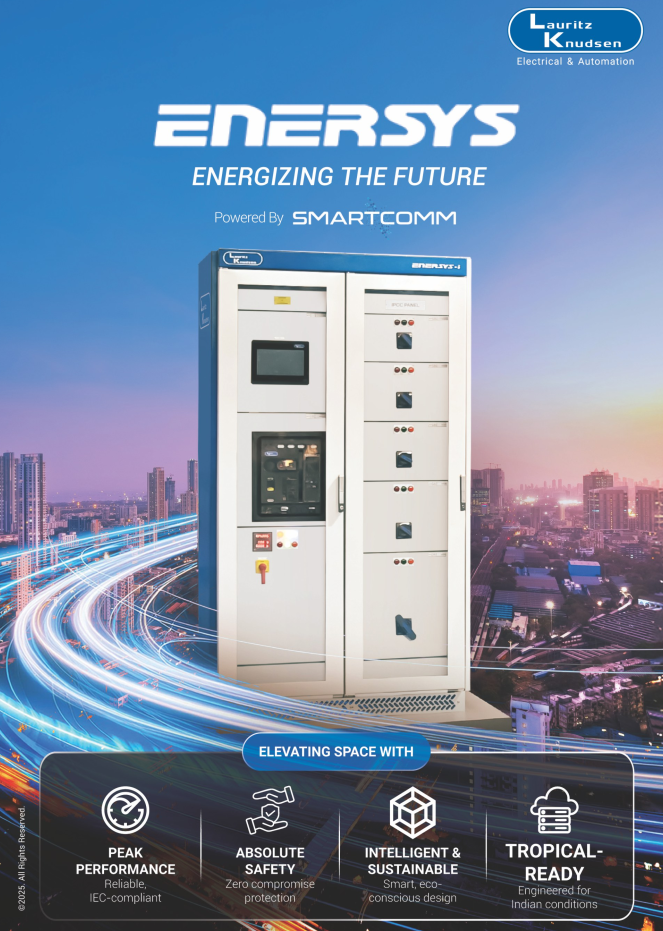 Lauritz
Knudsen
Electrical & Automation
ENERSYS
ENERGIZING THE FUTURE
Powered By SMARTCOMM
Lauritz
Knudsen
ENERSYS-i
ELEVATING SPACE WITH
PEAK
PERFORMANCE
Reliable,
IEC-compliant
ABSOLUTE
SAFETY
Zero compromise
protection
INTELLIGENT &
SUSTAINABLE
Smart, eco-
conscious design
TROPICAL-
READY
Engineered for
Indian conditions
©2025. All Rights Reserved.